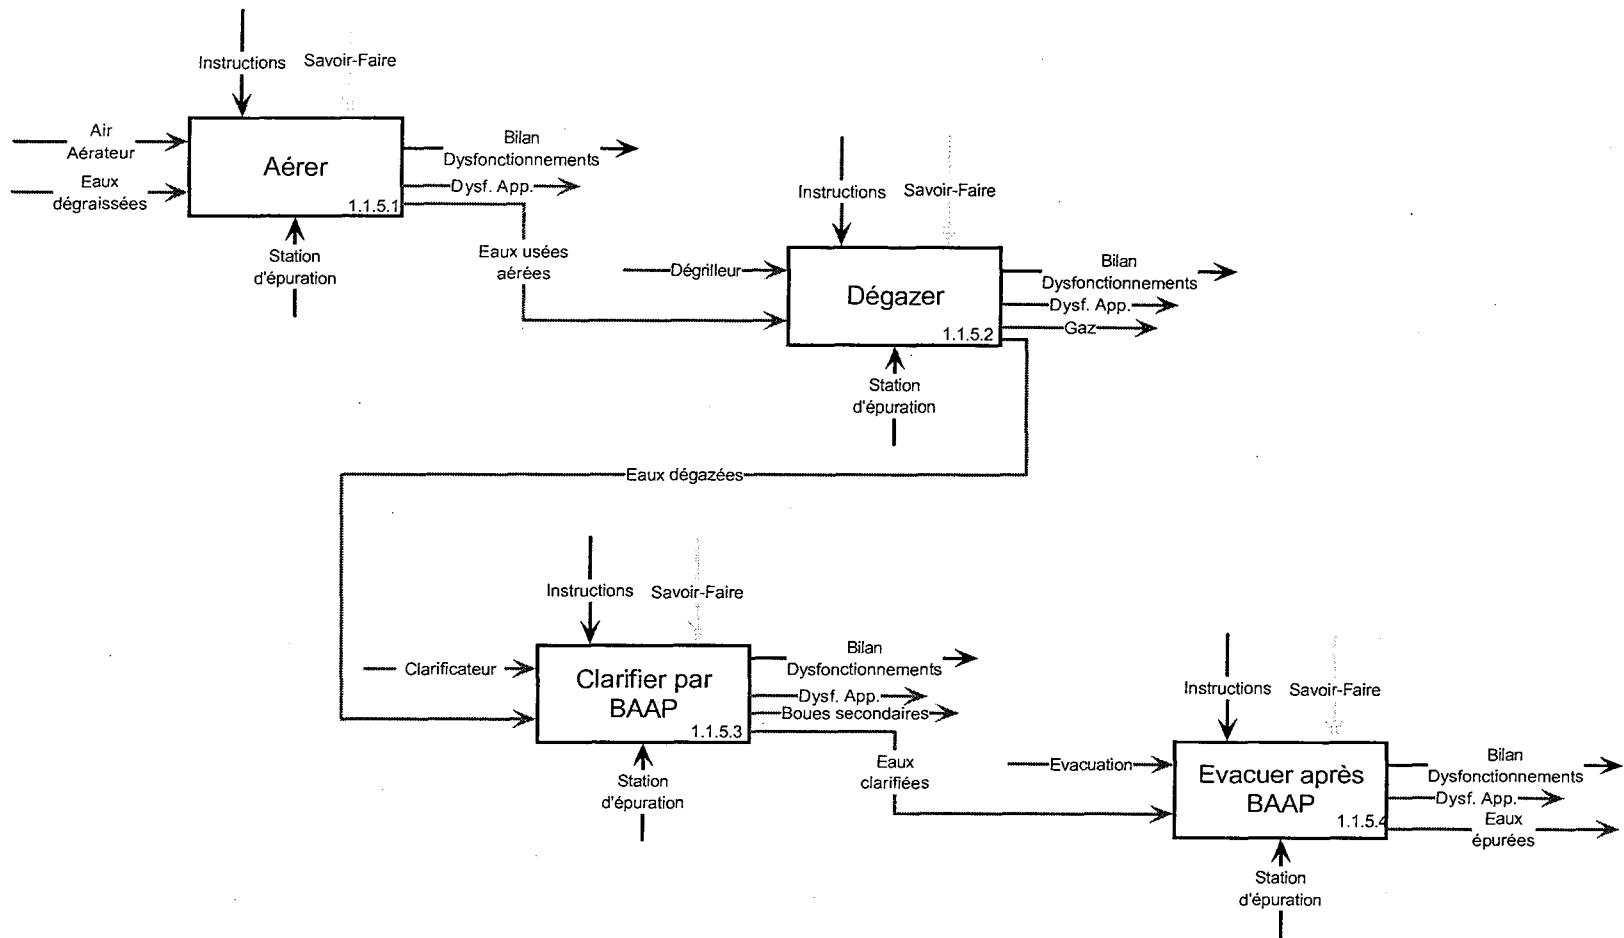 Instructions
Savoir-Faire
Air
Aérateur
Eaux
dégraissées
Aérer
1.1.5.1
Bilan
Dysfonctionnements
Dysf. App.
Station
d'épuration
Eaux usées
aérées
Instructions
Savoir-Faire
Dégrilleur
Dégazer
1.1.5.2
Bilan
Dysfonctionnements
Dysf. App.
Gaz
Station
d'épuration
Eaux dégazées
Instructions
Savoir-Faire
Clarificateur
Clarifier par
BAAP
1.1.5.3
Bilan
Dysfonctionnements
Dysf. App.
Boues secondaires
Station
d'épuration
Eaux
clarifiées
Instructions
Savoir-Faire
Evacuation
Evacuer après
BAAP
1.1.5.4
Bilan
Dysfonctionnements
Dysf. App.
Eaux
épurées
Station
d'épuration